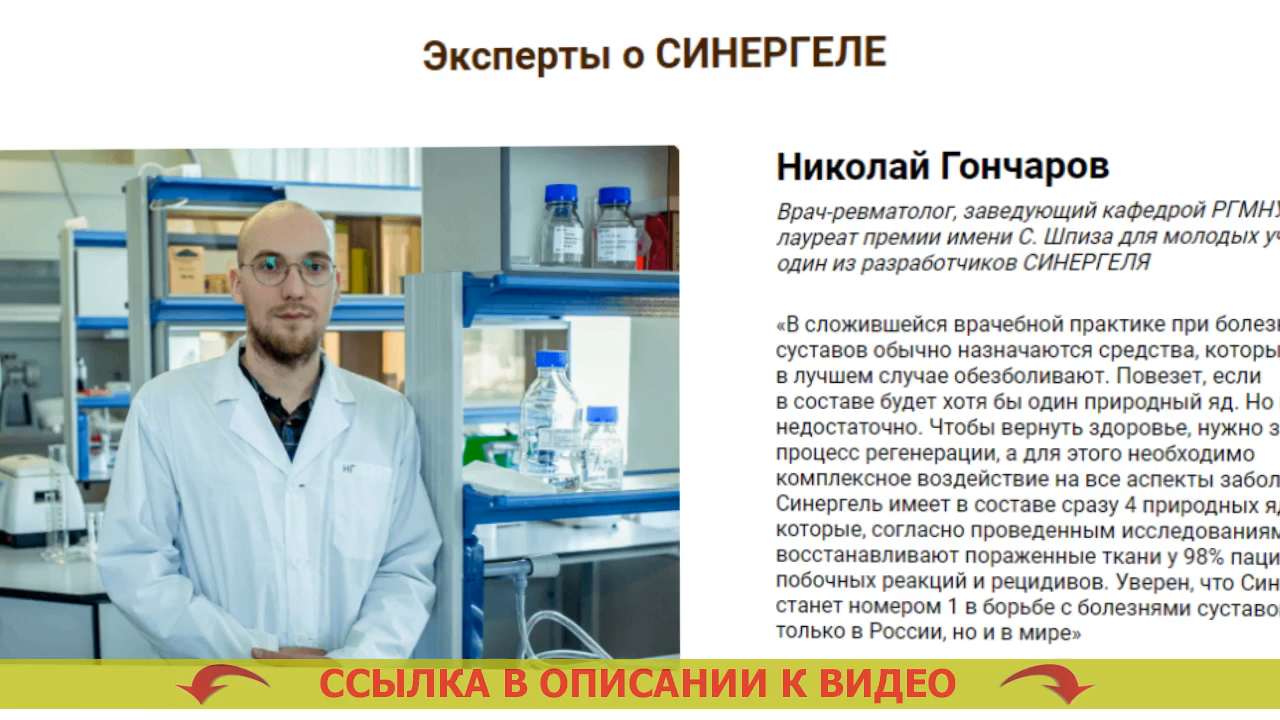 Эксперты о СИНЕРГЕЛЕ
Николай Гончаров
Врач-ревматолог, заведующий кафедрой
лауреат премии имени С. Шпиза для молодых
один из разработчиков СИНЕРГЕЛЯ
«В сложившейся врачебной практике при
суставов обычно назначаются средства,
в лучшем случае обезболивают. Повезет, если
в составе будет хотя бы один природный яд. Но
недостаточно. Чтобы вернуть здоровье, нужно
процесс регенерации, а для этого необходимо
комплексное воздействие на все аспекты
Синергель имеет в составе сразу 4 природных
которые, согласно проведенным
восстанавливают пораженные ткани у 98%
побочных реакций и рецидивов. Уверен, что
станет номером 1 в борьбе с болезнями
только в России, но и в мире»
НГ
ССЫЛКА В ОПИСАНИИ К ВИДЕО